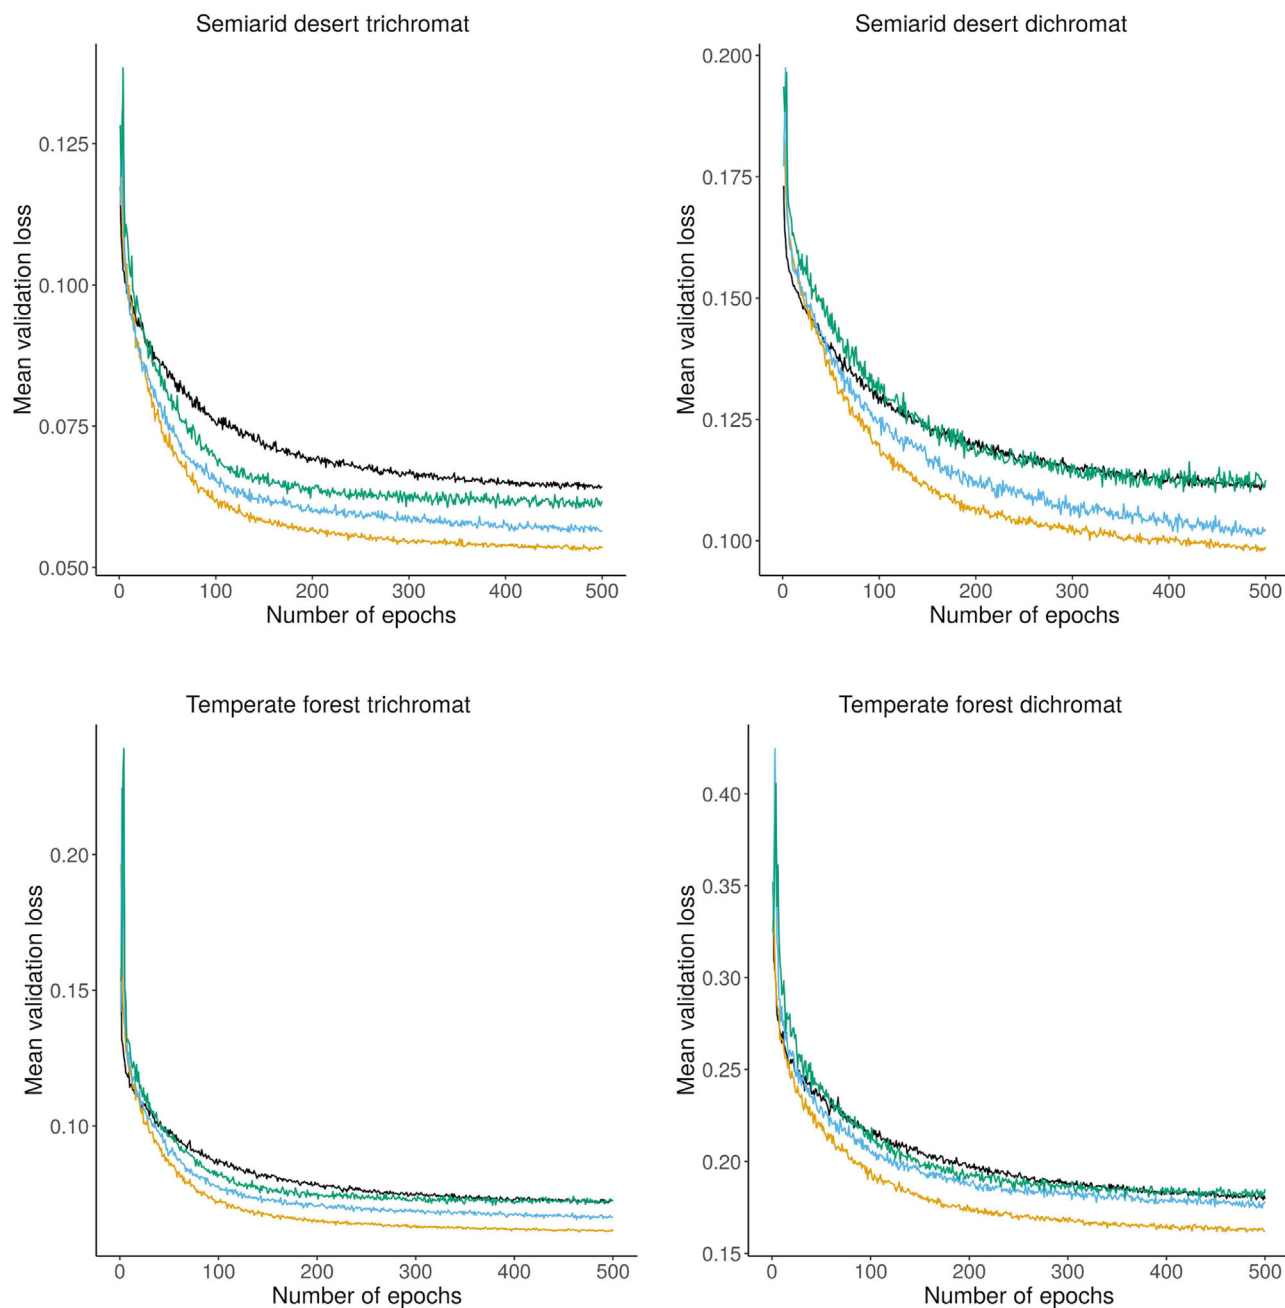 Semiarid desert trichromat
Mean validation loss
0.125
0.100
0.075
0.050
0 100 200 300 400 500
Number of epochs
Semiarid desert dichromat
Mean validation loss
0.200
0.175
0.150
0.125
0.100
0 100 200 300 400 500
Number of epochs
Temperate forest trichromat
Mean validation loss
0.20
0.15
0.10
0 100 200 300 400 500
Number of epochs
Temperate forest dichromat
Mean validation loss
0.40
0.35
0.30
0.25
0.20
0.15
0 100 200 300 400 500
Number of epochs